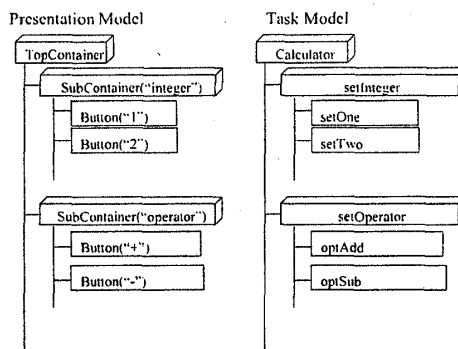 Presentation Model
TopContainer
SubContainer("integer")
Button("1")
Button("2")
SubContainer("operator")
Button("+")
Button("-")
Task Model
Calculator
setInteger
setOne
setTwo
setOperator
optAdd
optSub